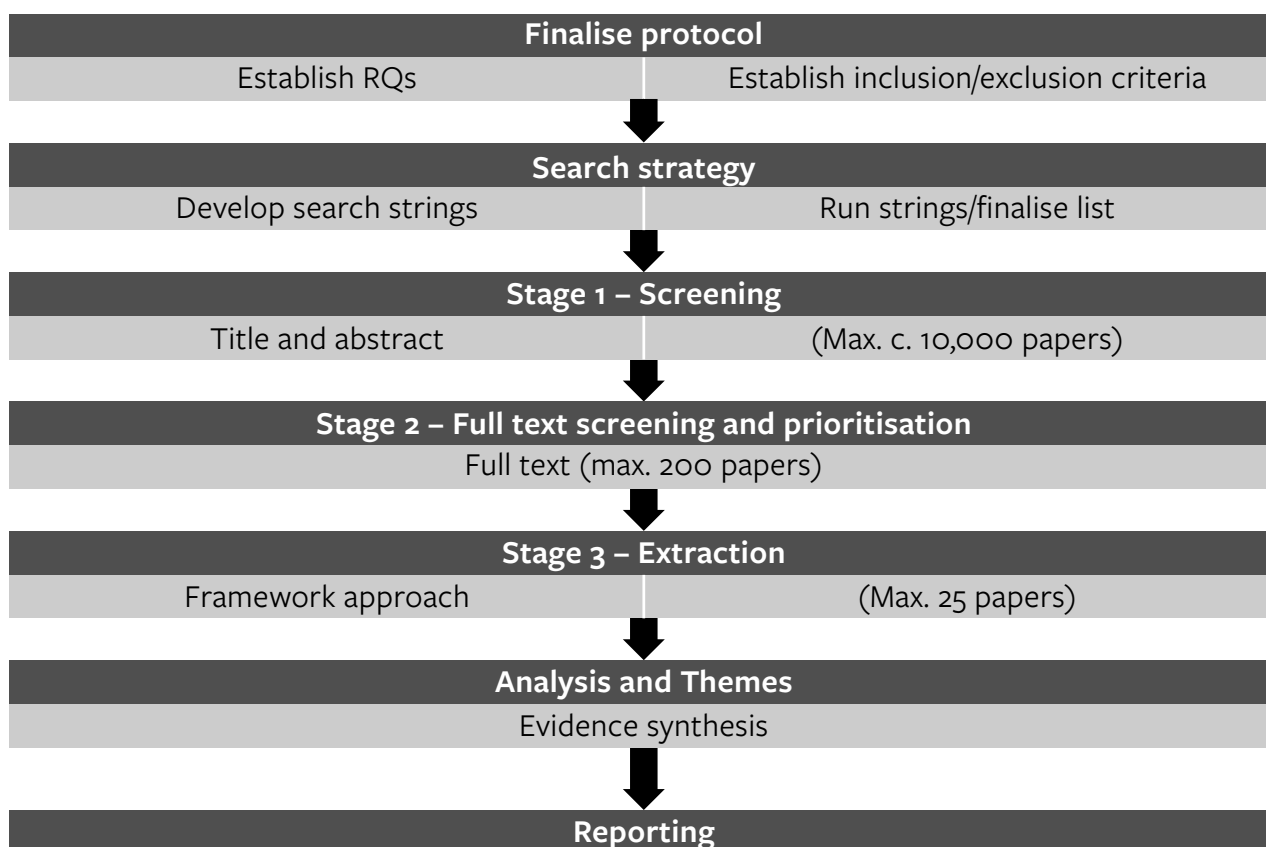 Finalise protocol
Establish RQs
Establish inclusion/exclusion criteria
Search strategy
Develop search strings
Run strings/finalise list
Stage 1 – Screening
Title and abstract
(Max. c. 10,000 papers)
Stage 2 – Full text screening and prioritisation
Full text (max. 200 papers)
Stage 3 – Extraction
Framework approach
(Max. 25 papers)
Analysis and Themes
Evidence synthesis
Reporting